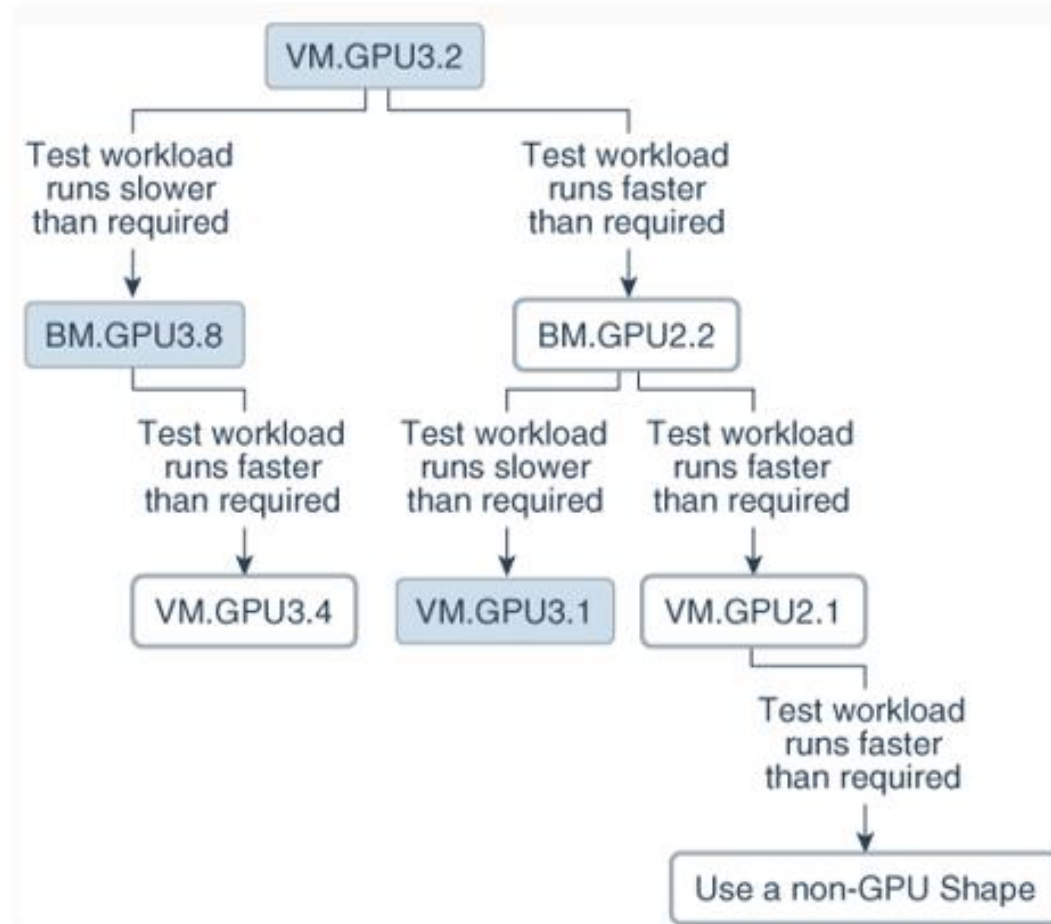 VM.GPU3.2
Test workload
runs slower
than required
Test workload
runs faster
than required
BM.GPU3.8
BM.GPU2.2
Test workload
runs faster
than required
Test workload
runs slower
than required
Test workload
runs faster
than required
VM.GPU3.4
VM.GPU3.1
VM.GPU2.1
Test workload
runs faster
than required
Use a non-GPU Shape